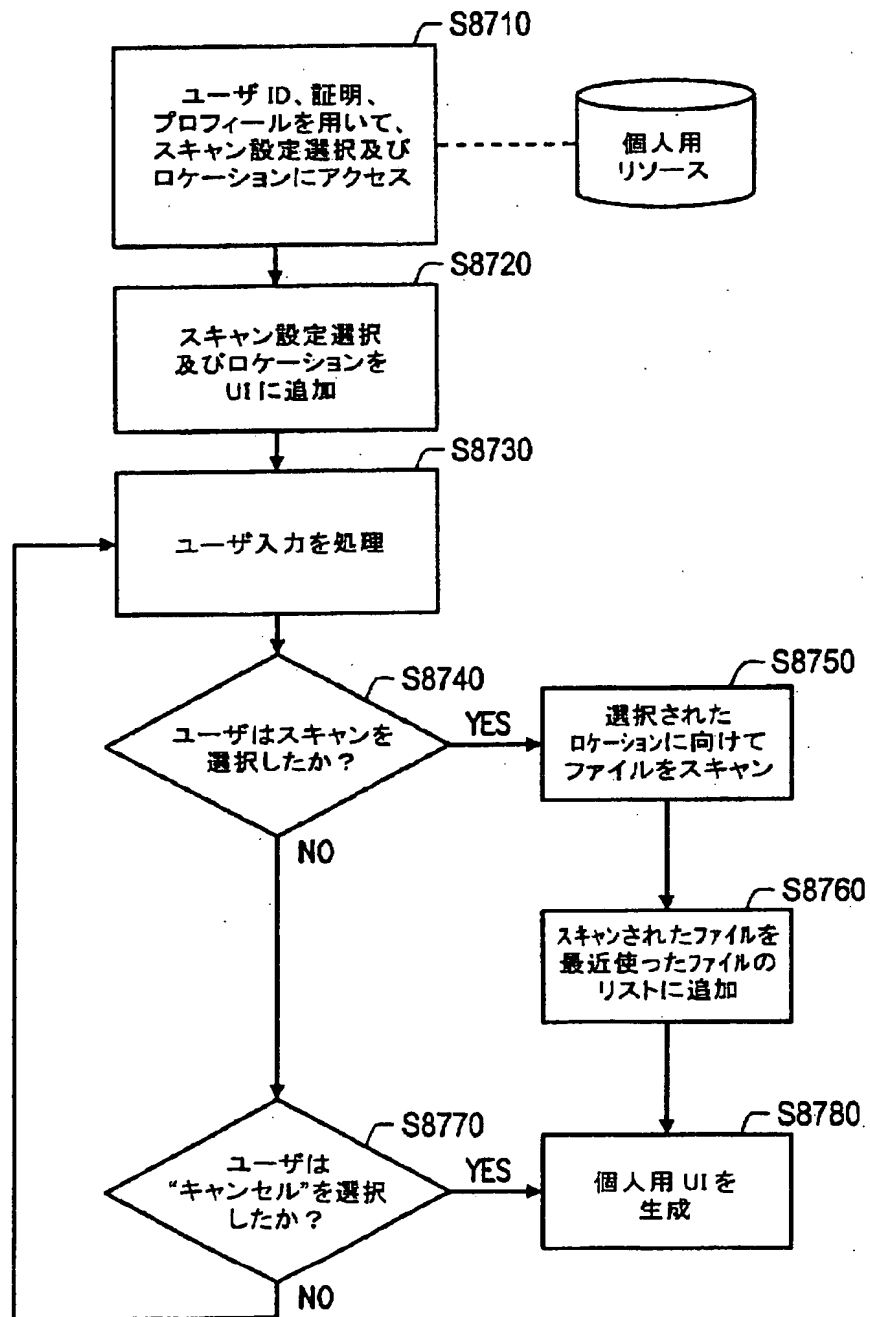 S8710
ユーザ ID、証明、
プロフィールを用いて、
スキャン設定選択及び
ロケーションにアクセス
個人用
リソース
S8720
スキャン設定選択
及びロケーションを
UIに追加
S8730
ユーザ入力を処理
S8740
ユーザはスキャンを
選択したか？
YES
NO
S8750
選択された
ロケーションに向けて
ファイルをスキャン
S8760
スキャンされたファイルを
最近使ったファイルの
リストに追加
S8770
ユーザは
“キャンセル”を選択
したか？
YES
NO
S8780
個人用 UI を
生成